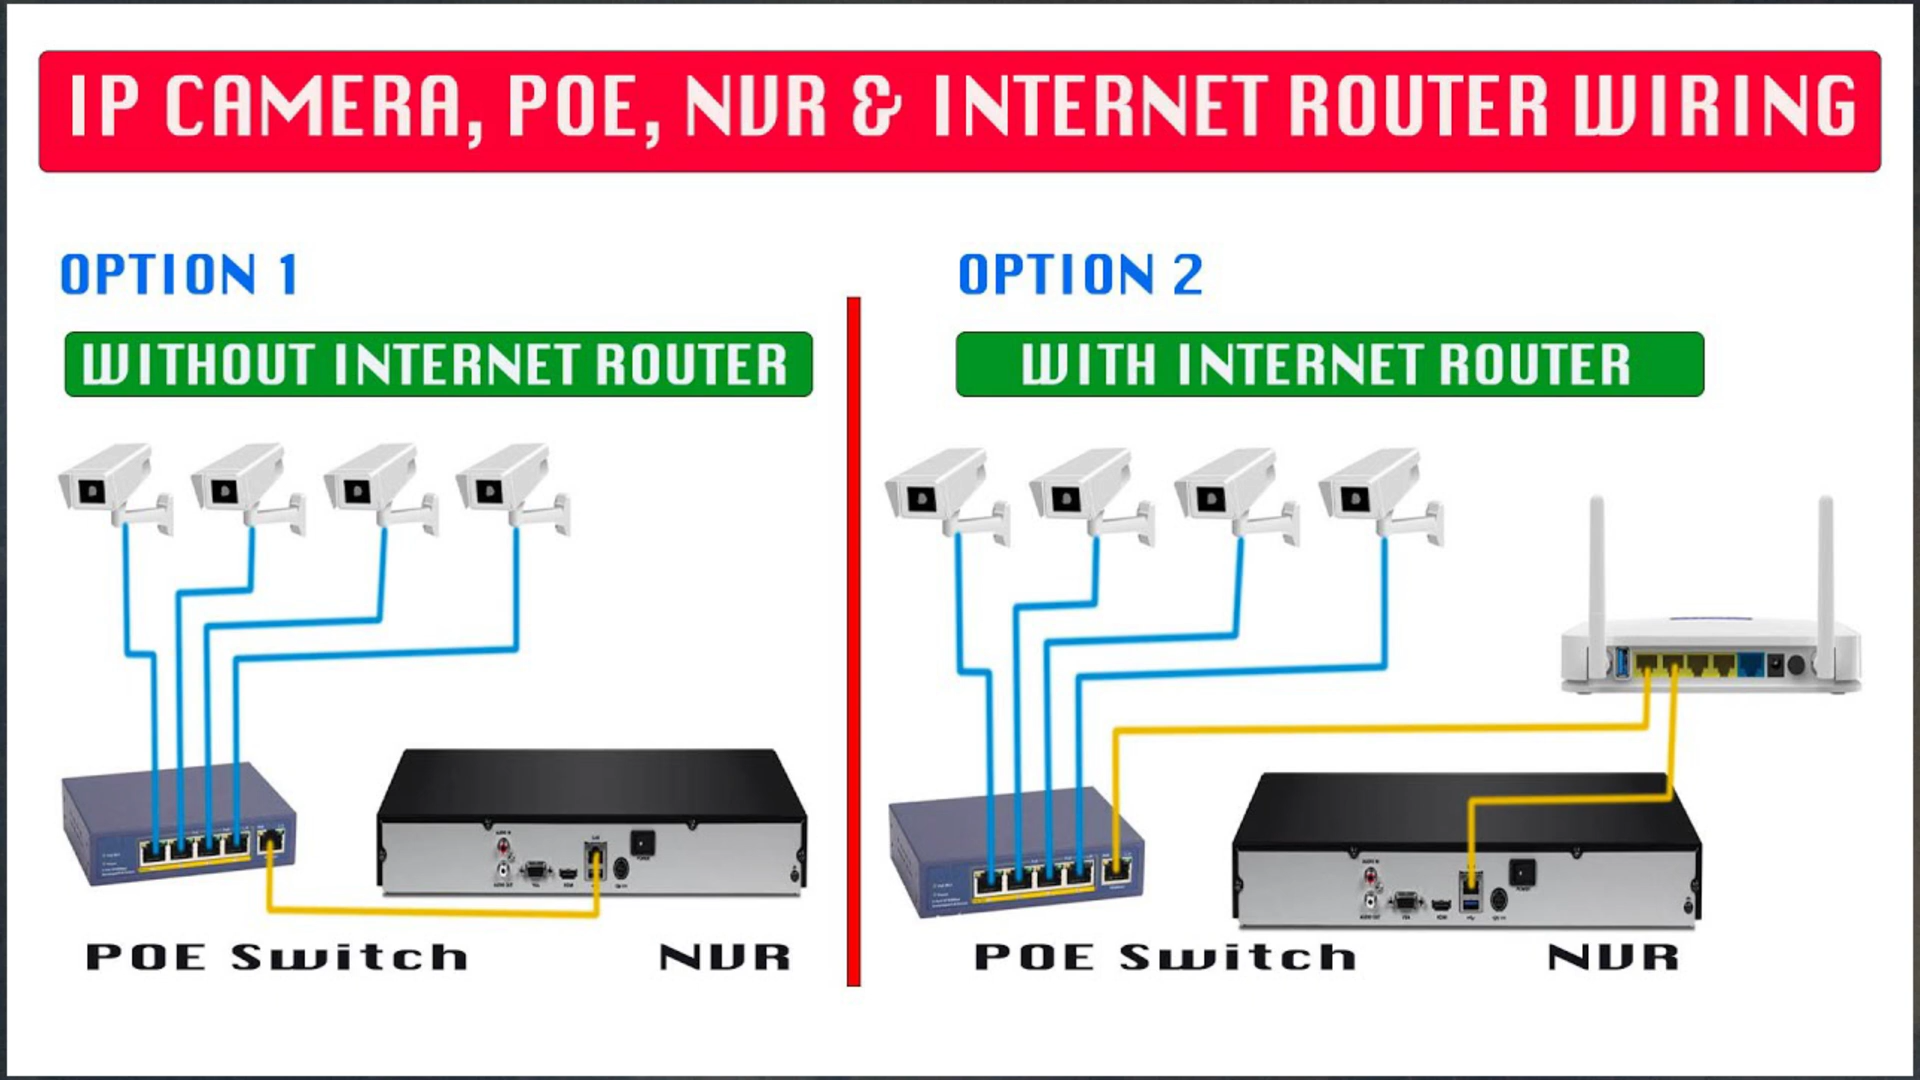 IP CAMERA, POE, NVR & INTERNET ROUTER WIRING
OPTION 1
WITHOUT INTERNET ROUTER
POE Switch
NVR
OPTION 2
WITH INTERNET ROUTER
POE Switch
NVR